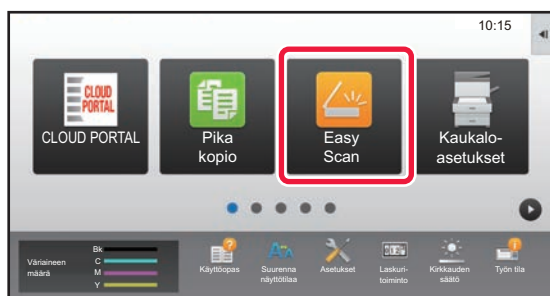 10:15
CLOUD
PORTAL
CLOUD PORTAL
Pika
kopio
Easy
Scan
Kaukalo-
asetukset
Väriaineen
määrä
Bk
C
M
Y
Käyttöopas
Suurenna
näyttötilaa
Asetukset
Laskuri-
toiminto
Kirkkauden
säätö
Työn tila